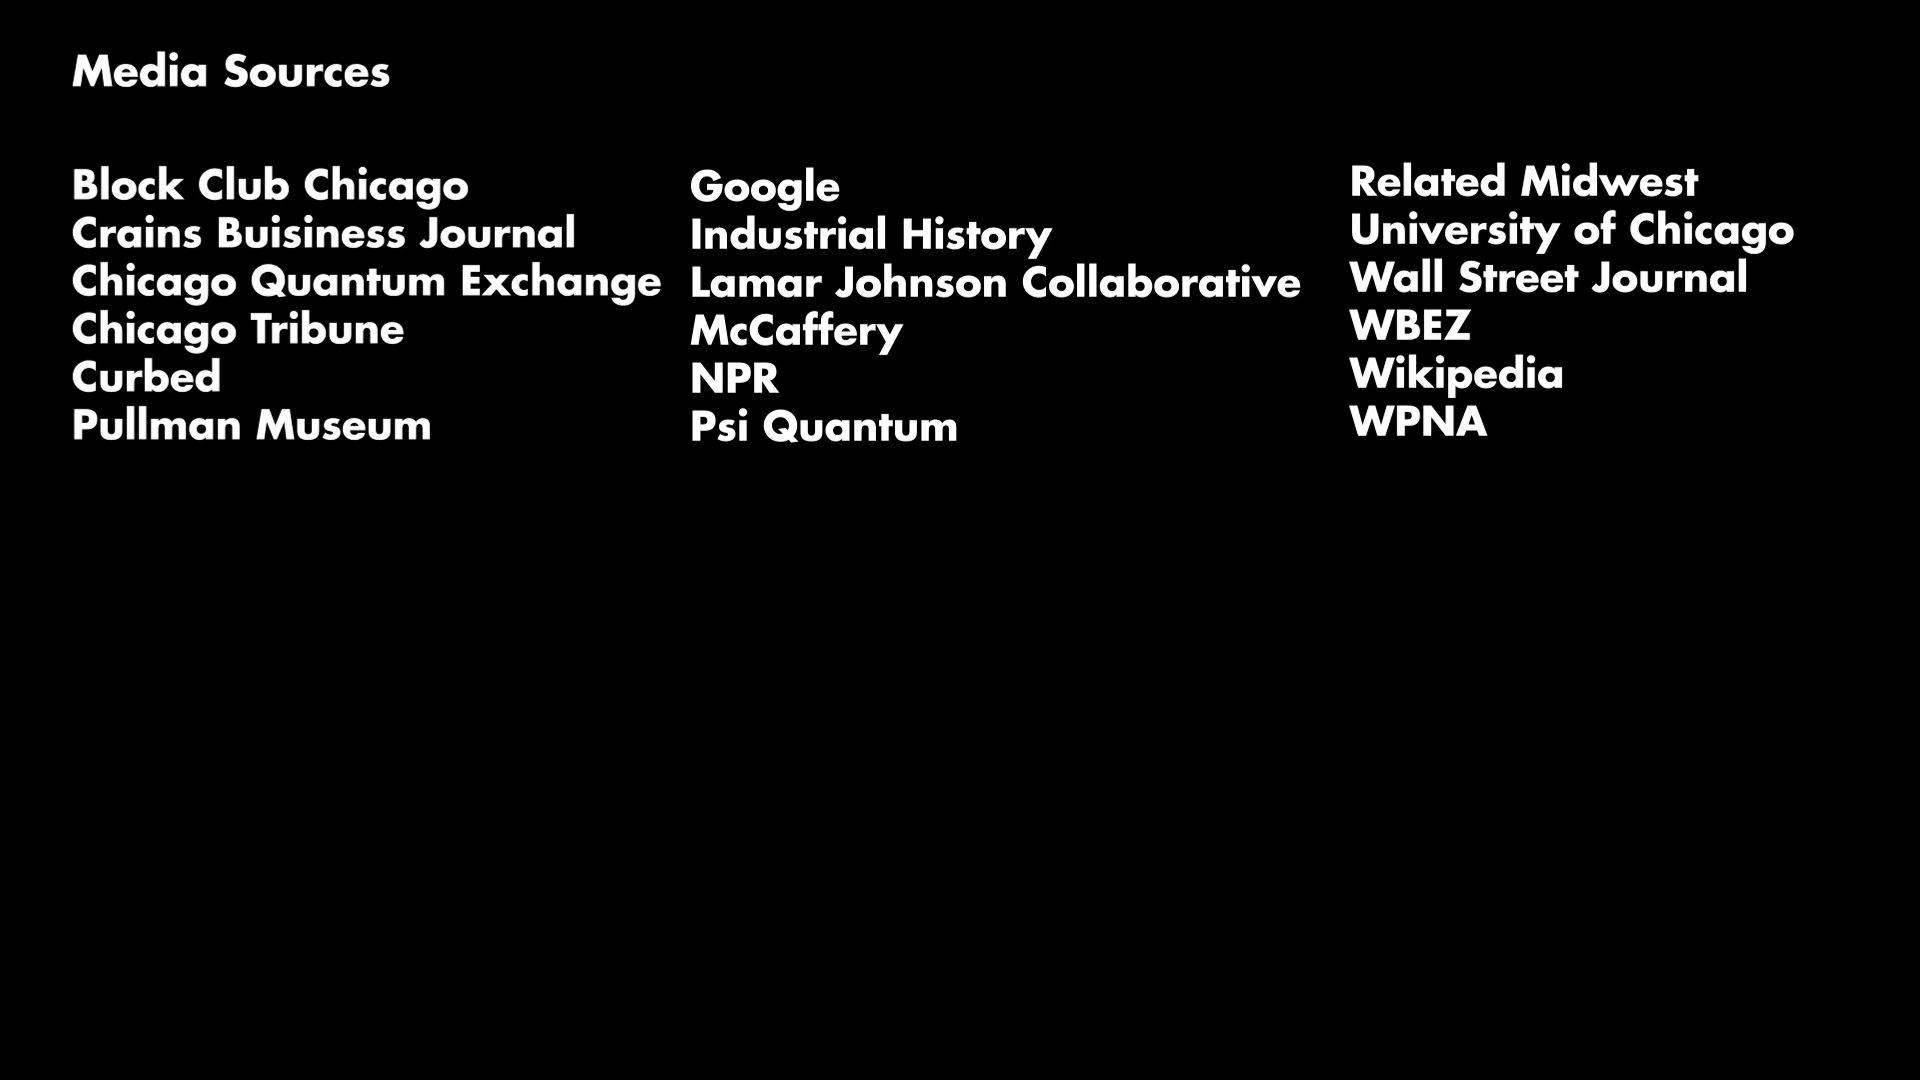 Media Sources
Block Club Chicago
Crains Buisiness Journal
Chicago Quantum Exchange
Chicago Tribune
Curbed
Pullman Museum
Google
Industrial History
Lamar Johnson Collaborative
McCaffery
NPR
Psi Quantum
Related Midwest
University of Chicago
Wall Street Journal
WBEZ
Wikipedia
WPNA